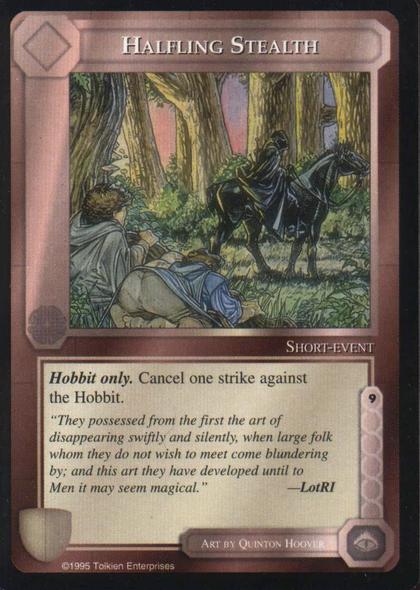 HALFLING STEALTH
SHORT-EVENT
Hobbit only. Cancel one strike against
the Hobbit.
9
"They possessed from the first the art of
disappearing swiftly and silently, when large folk
whom they do not wish to meet come blundering
by; and this art they have developed until to
Men it may seem magical." —LotRI
ART BY QUINTON HOOVER
©1995 Tolkien Enterprises